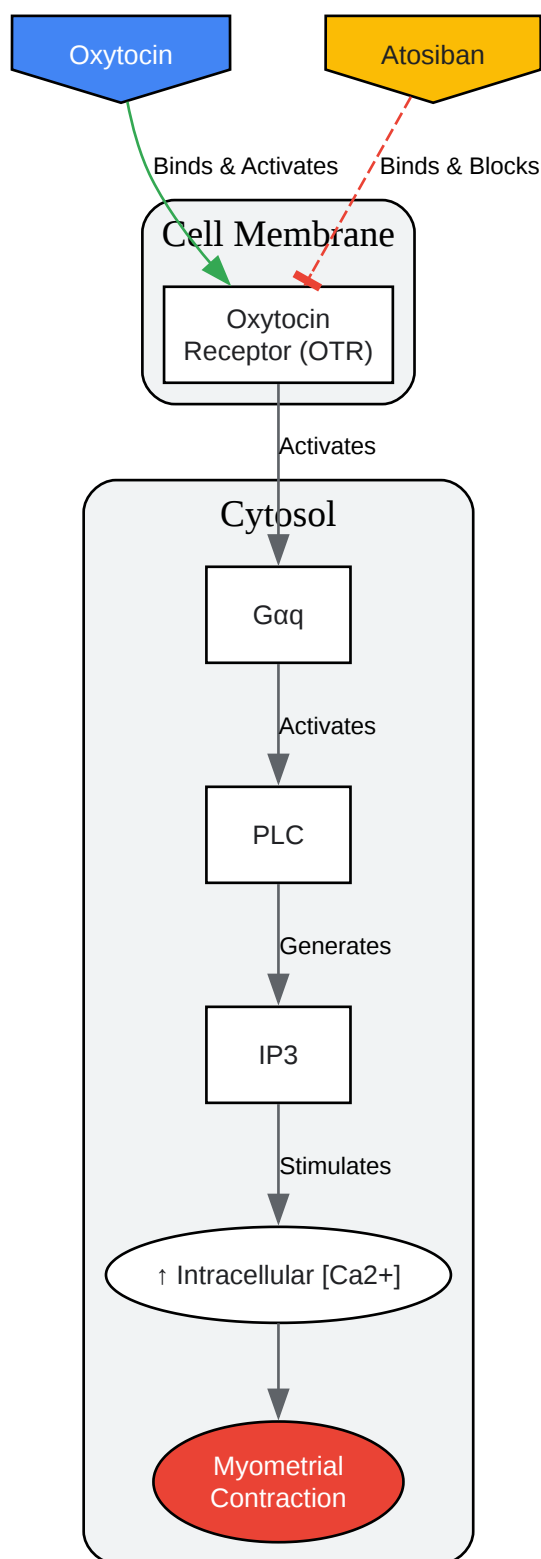 Oxytocin
Atosiban
Binds & Activates
Binds & Blocks
Cell Membrane
Oxytocin
Receptor (OTR)
Activates
Cytosol
Gαq
Activates
PLC
Generates
IP3
Stimulates
↑ Intracellular [Ca2+]
Myometrial
Contraction